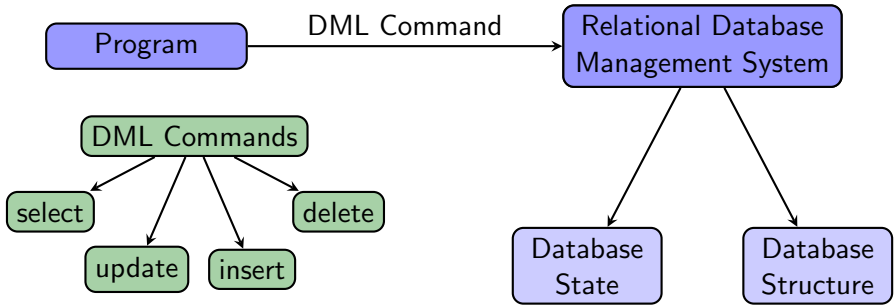 Program
DML Command
Relational Database
Management System
DML Commands
select
delete
update
insert
Database
State
Database
Structure